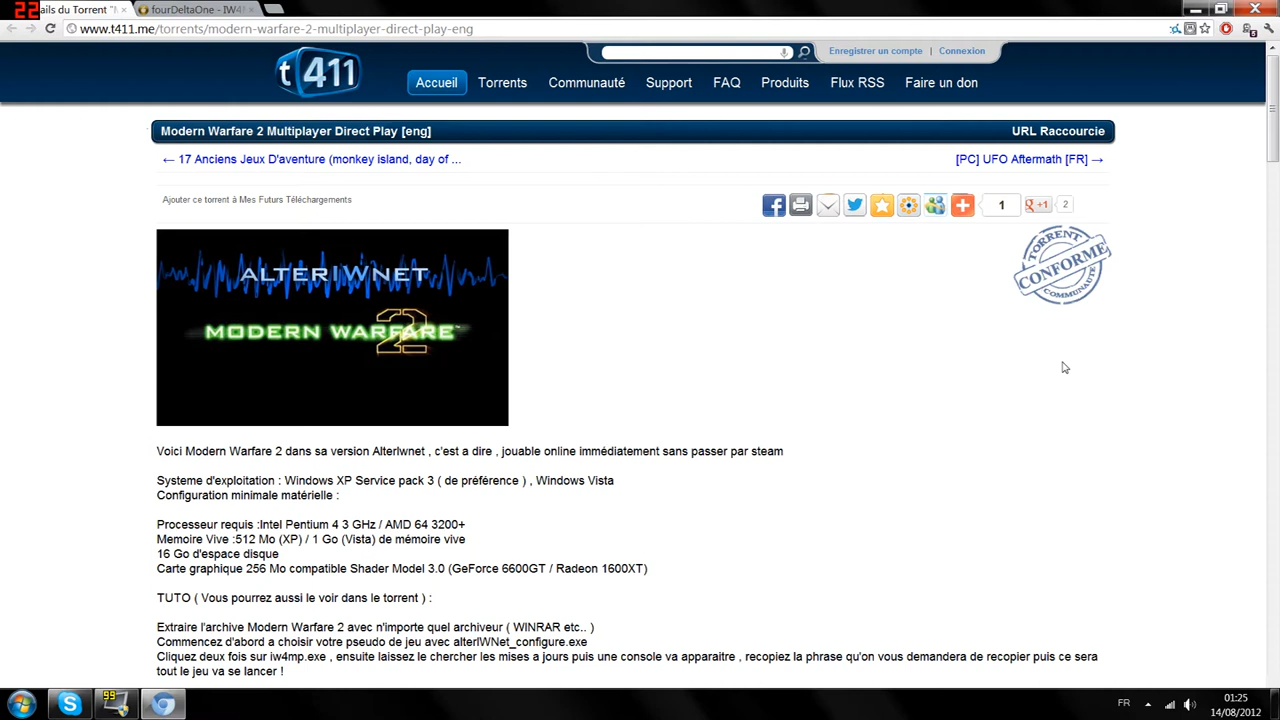 22
ails du Torrent "M
fourDeltaOne - IW4
www.t411.me/torrents/modern-warfare-2-multiplayer-direct-play-eng
t411
Enregistrer un compte | Connexion
Accueil Torrents Communauté Support FAQ Produits Flux RSS Faire un don
Modern Warfare 2 Multiplayer Direct Play [eng] URL Raccourcie
← 17 Anciens Jeux D'aventure (monkey island, day of ... [PC] UFO Aftermath [FR] →
Ajouter ce torrent à Mes Futurs Téléchargements
1
+1 2
TORRENT
CONFORME
COMMUNAUTÉ
ALTERIWNET
MODERN WARFARE 2
Voici Modern Warfare 2 dans sa version AlterIwnet , c'est a dire , jouable online immédiatement sans passer par steam
Systeme d'exploitation : Windows XP Service pack 3 ( de préférence ) , Windows Vista
Configuration minimale matérielle :
Processeur requis :Intel Pentium 4 3 GHz / AMD 64 3200+
Memoire Vive :512 Mo (XP) / 1 Go (Vista) de mémoire vive
16 Go d'espace disque
Carte graphique 256 Mo compatible Shader Model 3.0 (GeForce 6600GT / Radeon 1600XT)
TUTO ( Vous pourrez aussi le voir dans le torrent ) :
Extraire l'archive Modern Warfare 2 avec n'importe quel archiveur ( WINRAR etc.. )
Commencez d'abord a choisir votre pseudo de jeu avec alterIWNet_configure.exe
Cliquez deux fois sur iw4mp.exe , ensuite laissez le chercher les mises a jours puis une console va apparaitre , recopiez la phrase qu'on vous demandera de recopier puis ce sera
tout le jeu va se lancer !
99
FR
01:25
14/08/2012